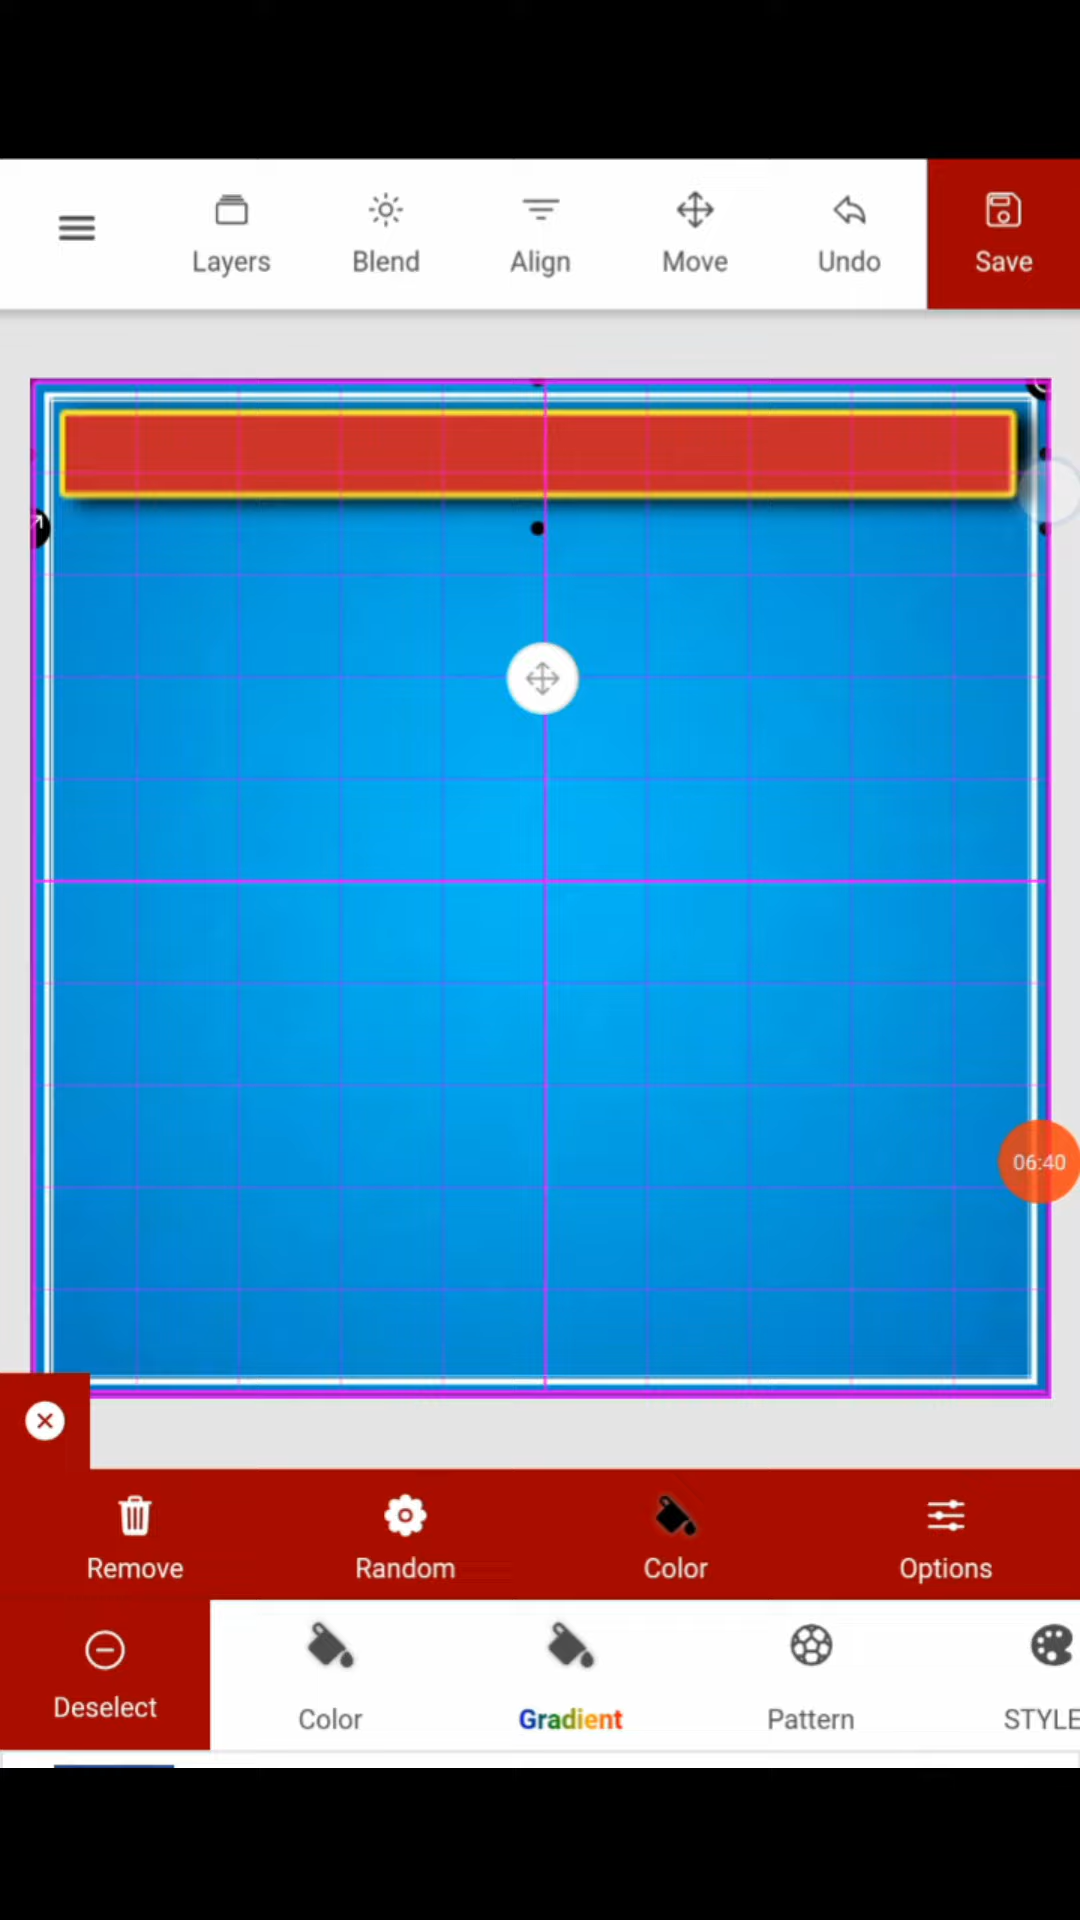 Layers Blend Align Move Undo Save
06:40
Remove Random Color Options
Deselect Color Gradient Pattern STYLE